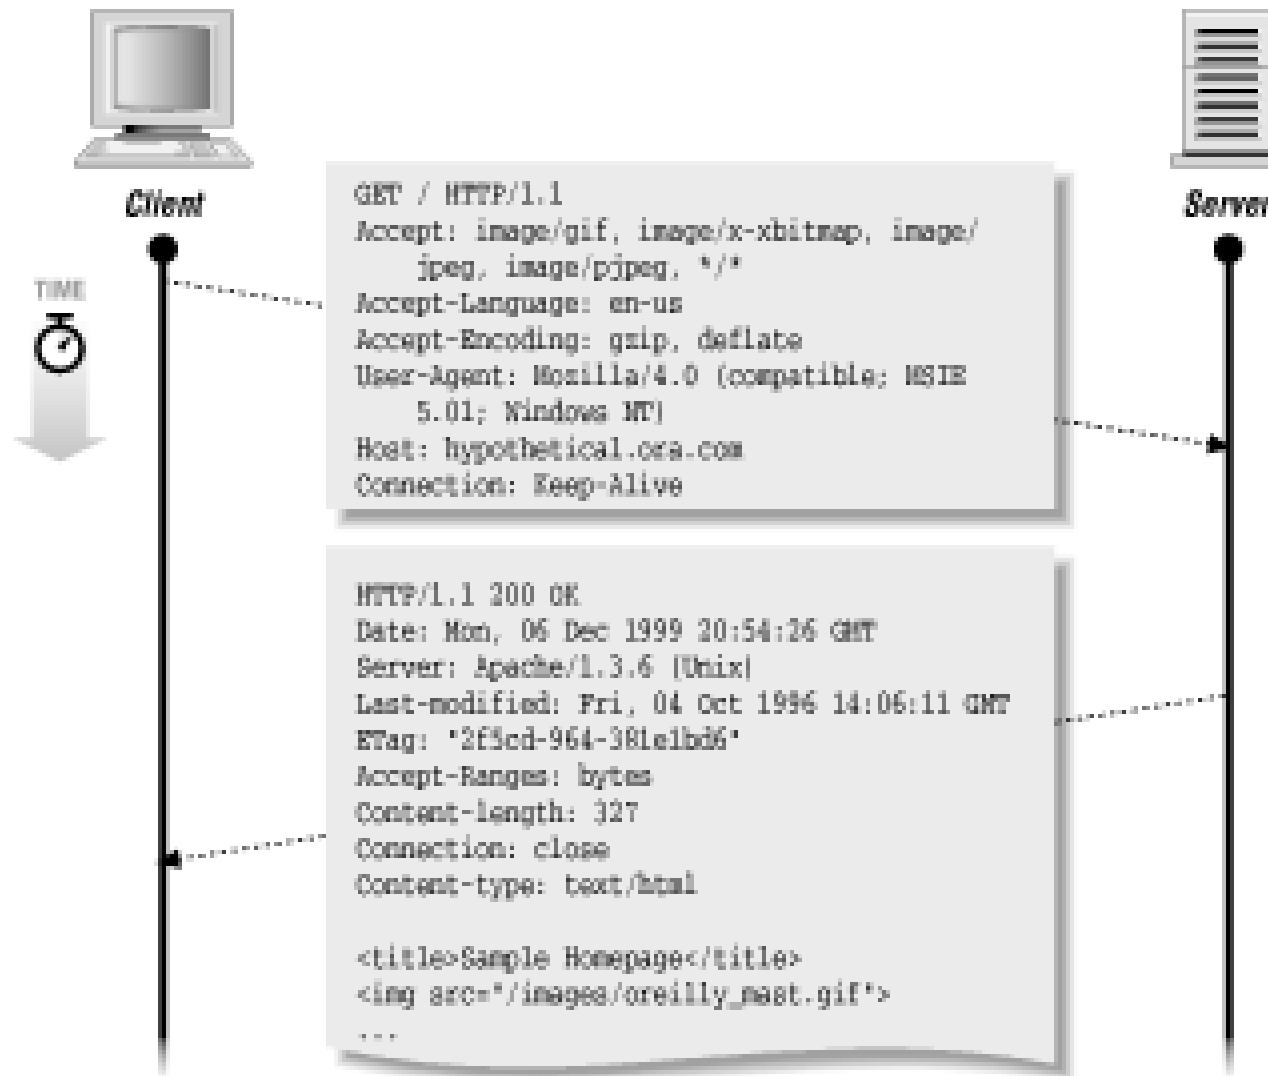 Client
Server
TIME
GET / HTTP/1.1
Accept: image/gif, image/x-xbitmap, image/
jpeg, image/pjpeg, */*
Accept-Language: en-us
Accept-Encoding: gzip, deflate
User-Agent: Mozilla/4.0 (compatible; MSIE
5.01; Windows NT)
Host: hypothetical.ora.com
Connection: Keep-Alive
HTTP/1.1 200 OK
Date: Mon, 06 Dec 1999 20:54:26 GMT
Server: Apache/1.3.6 (Unix)
Last-modified: Fri, 04 Oct 1996 14:06:11 GMT
ETag: "2f5cd-964-381e1bd6"
Accept-Ranges: bytes
Content-length: 327
Connection: close
Content-type: text/html
<title>Sample Homepage</title>
<img src="/images/oreilly_mast.gif">
...